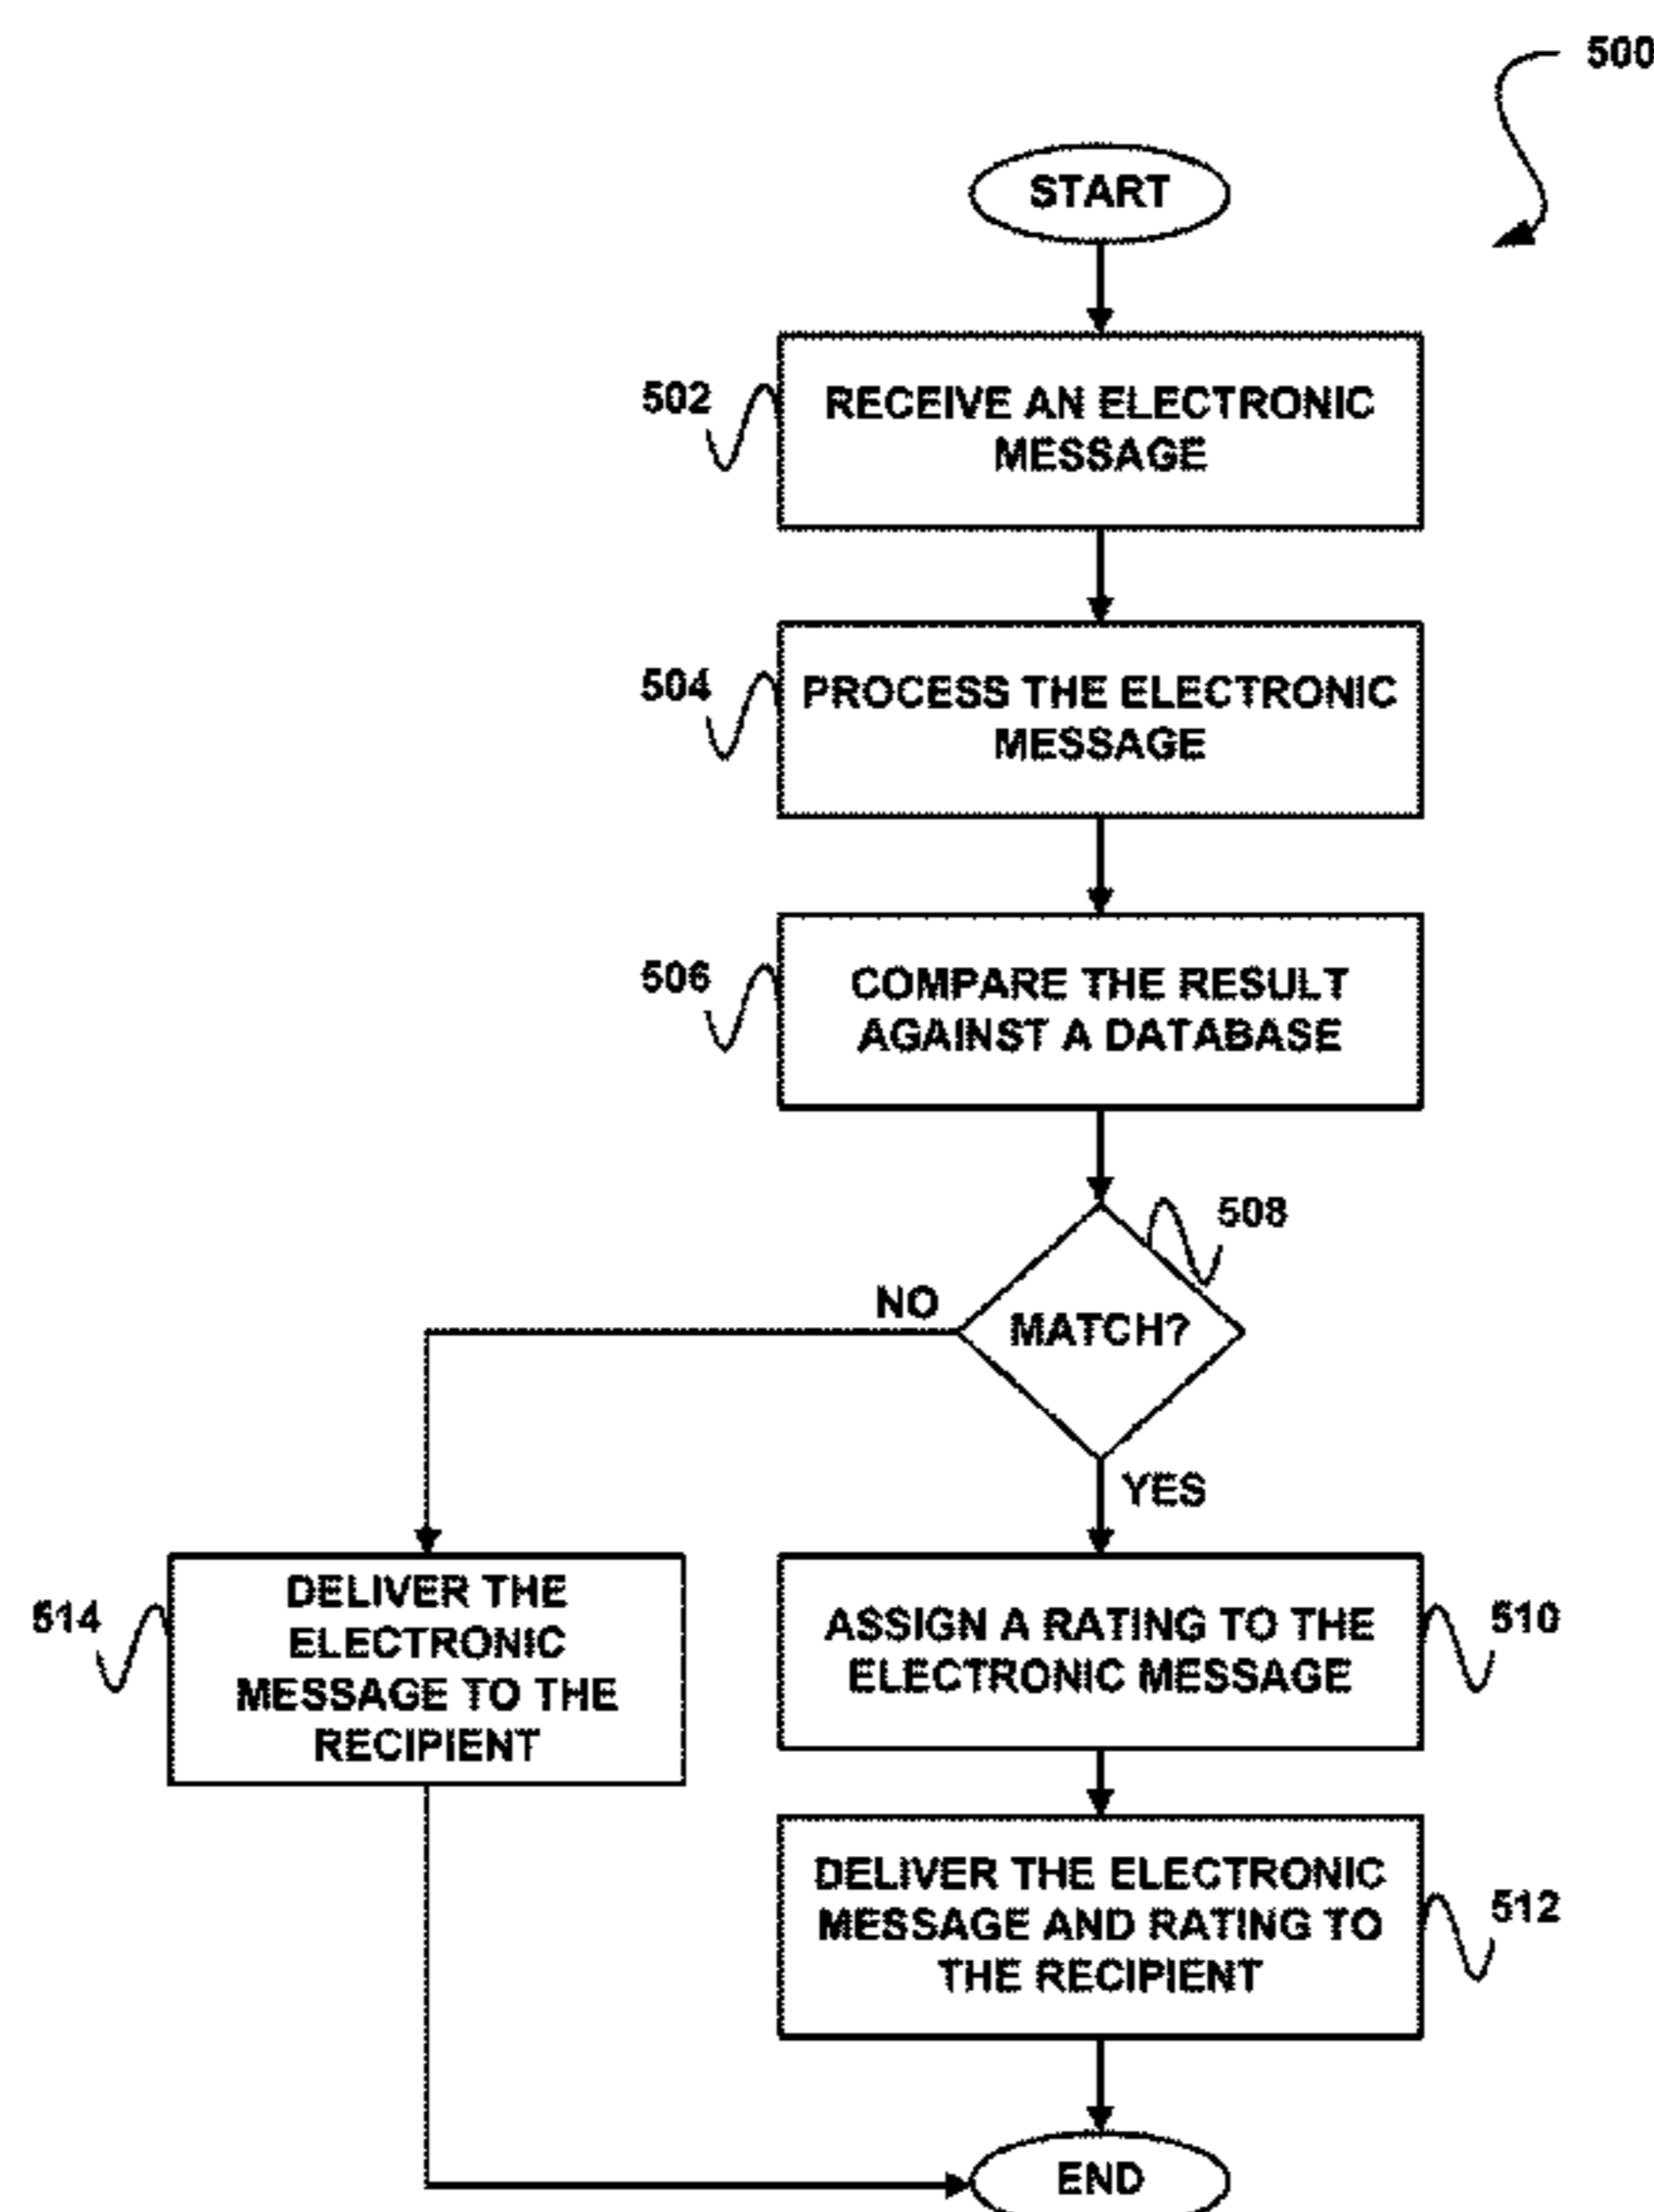 500
START
502
RECEIVE AN ELECTRONIC
MESSAGE
504
PROCESS THE ELECTRONIC
MESSAGE
506
COMPARE THE RESULT
AGAINST A DATABASE
508
MATCH?
NO
YES
514
DELIVER THE
ELECTRONIC
MESSAGE TO THE
RECIPIENT
ASSIGN A RATING TO THE
ELECTRONIC MESSAGE
510
DELIVER THE ELECTRONIC
MESSAGE AND RATING TO
THE RECIPIENT
512
END